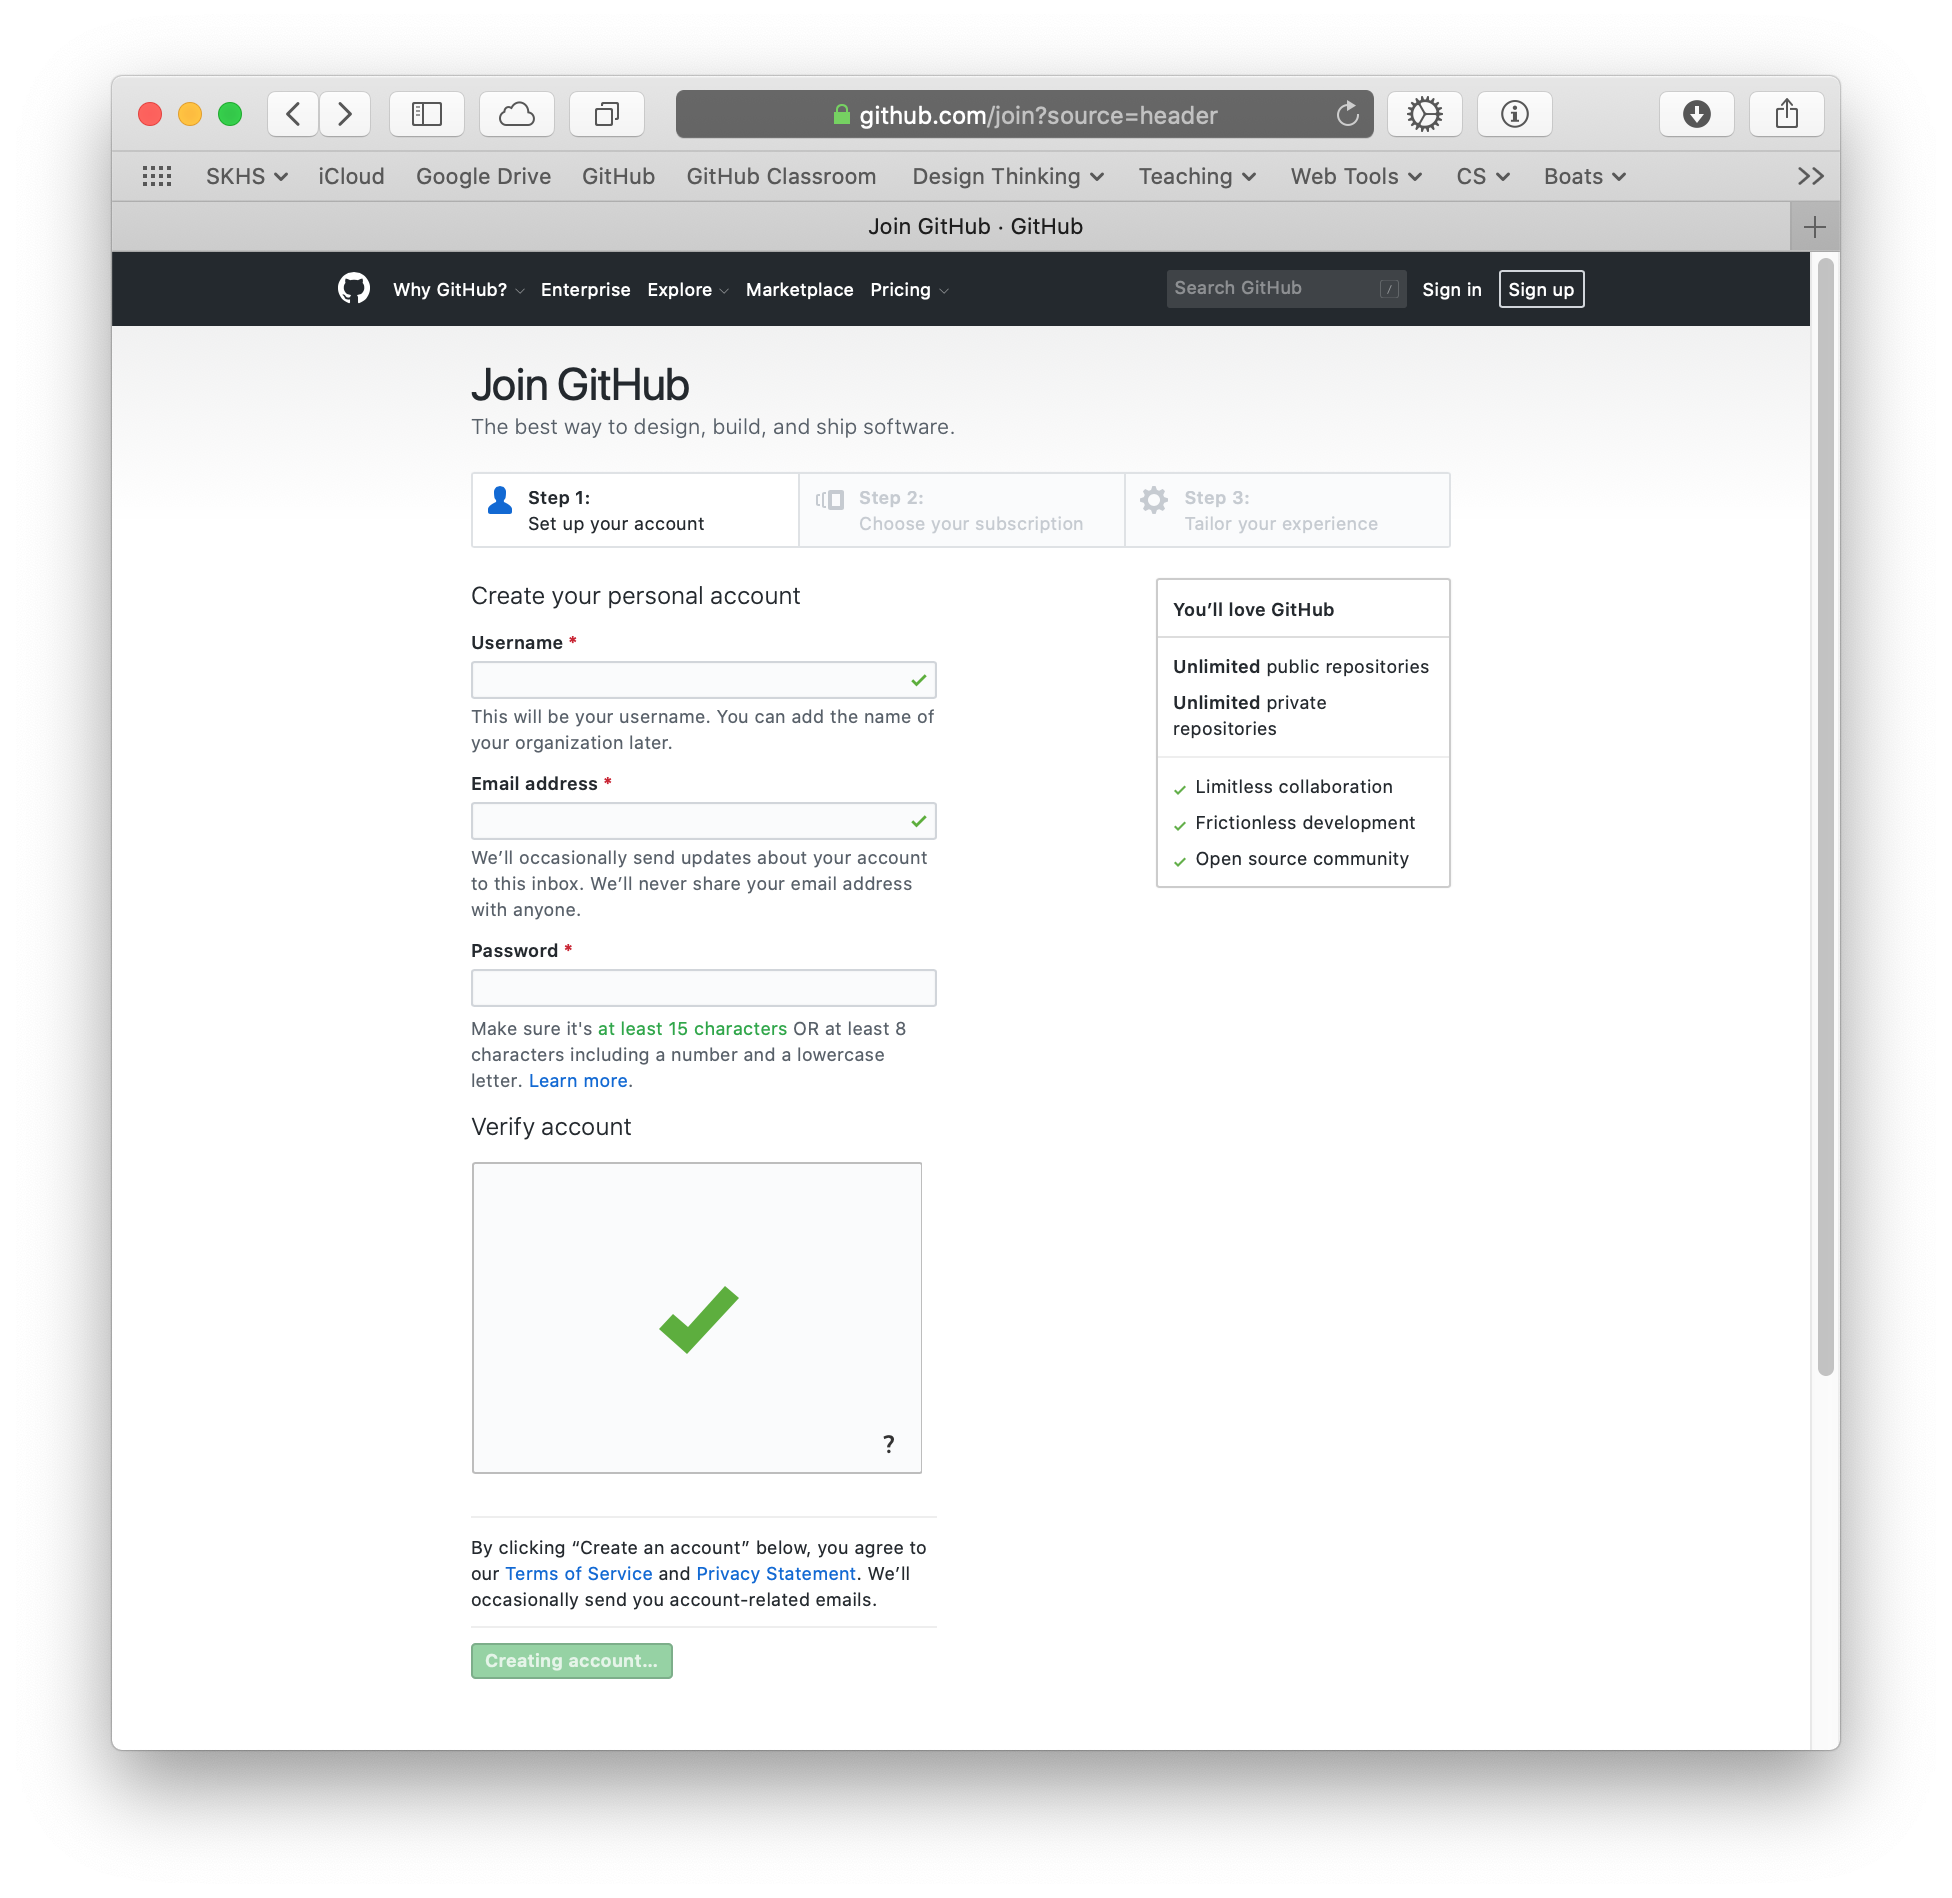 github.com/join?source=header
SKHS iCloud Google Drive GitHub GitHub Classroom Design Thinking Teaching Web Tools CS Boats
Join GitHub · GitHub
Why GitHub? Enterprise Explore Marketplace Pricing Search GitHub / Sign in Sign up
Join GitHub
The best way to design, build, and ship software.
Step 1:
Set up your account
Step 2:
Choose your subscription
Step 3:
Tailor your experience
Create your personal account
Username *
This will be your username. You can add the name of
your organization later.
Email address *
We’ll occasionally send updates about your account
to this inbox. We’ll never share your email address
with anyone.
Password *
Make sure it's at least 15 characters OR at least 8
characters including a number and a lowercase
letter. Learn more.
Verify account
?
By clicking “Create an account” below, you agree to
our Terms of Service and Privacy Statement. We’ll
occasionally send you account-related emails.
Creating account...
You’ll love GitHub
Unlimited public repositories
Unlimited private
repositories
Limitless collaboration
Frictionless development
Open source community